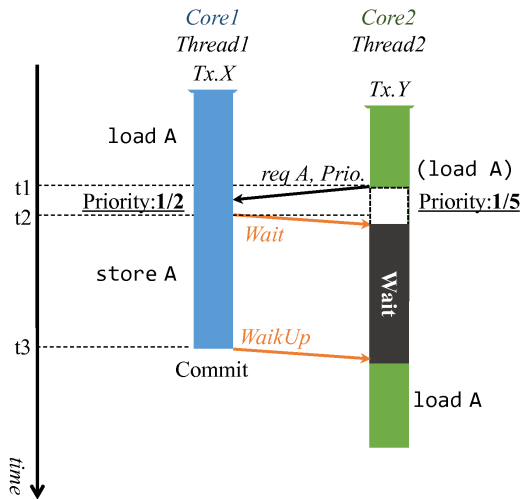 Core1
Thread1
Tx.X
Core2
Thread2
Tx.Y
load A
req A, Prio.
(load A)
t1
Priority:1/2
Priority:1/5
t2
Wait
store A
Wait
t3
WaikUp
Commit
load A
time